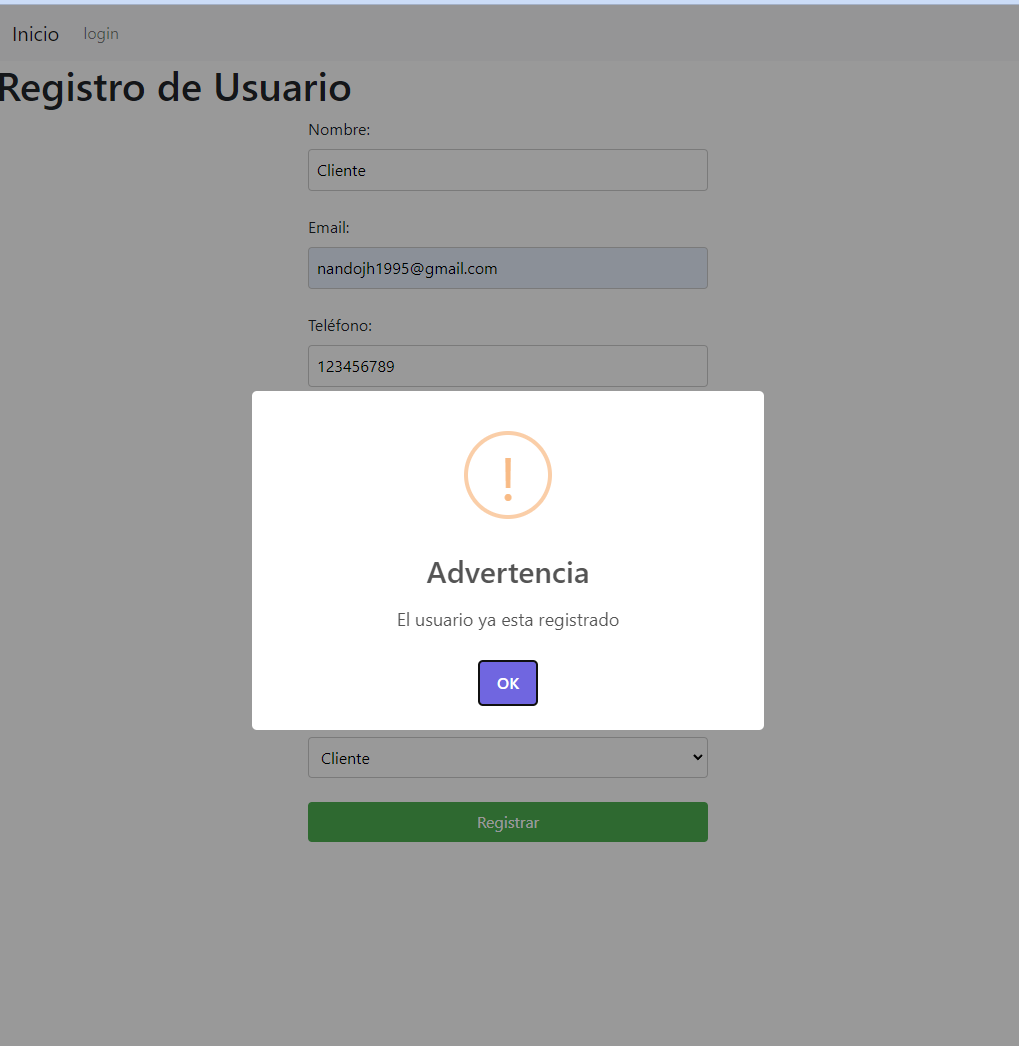 Inicio login
Registro de Usuario
Nombre:
Cliente
Email:
nandojh1995@gmail.com
Teléfono:
123456789
!
Advertencia
El usuario ya esta registrado
OK
Cliente
Registrar